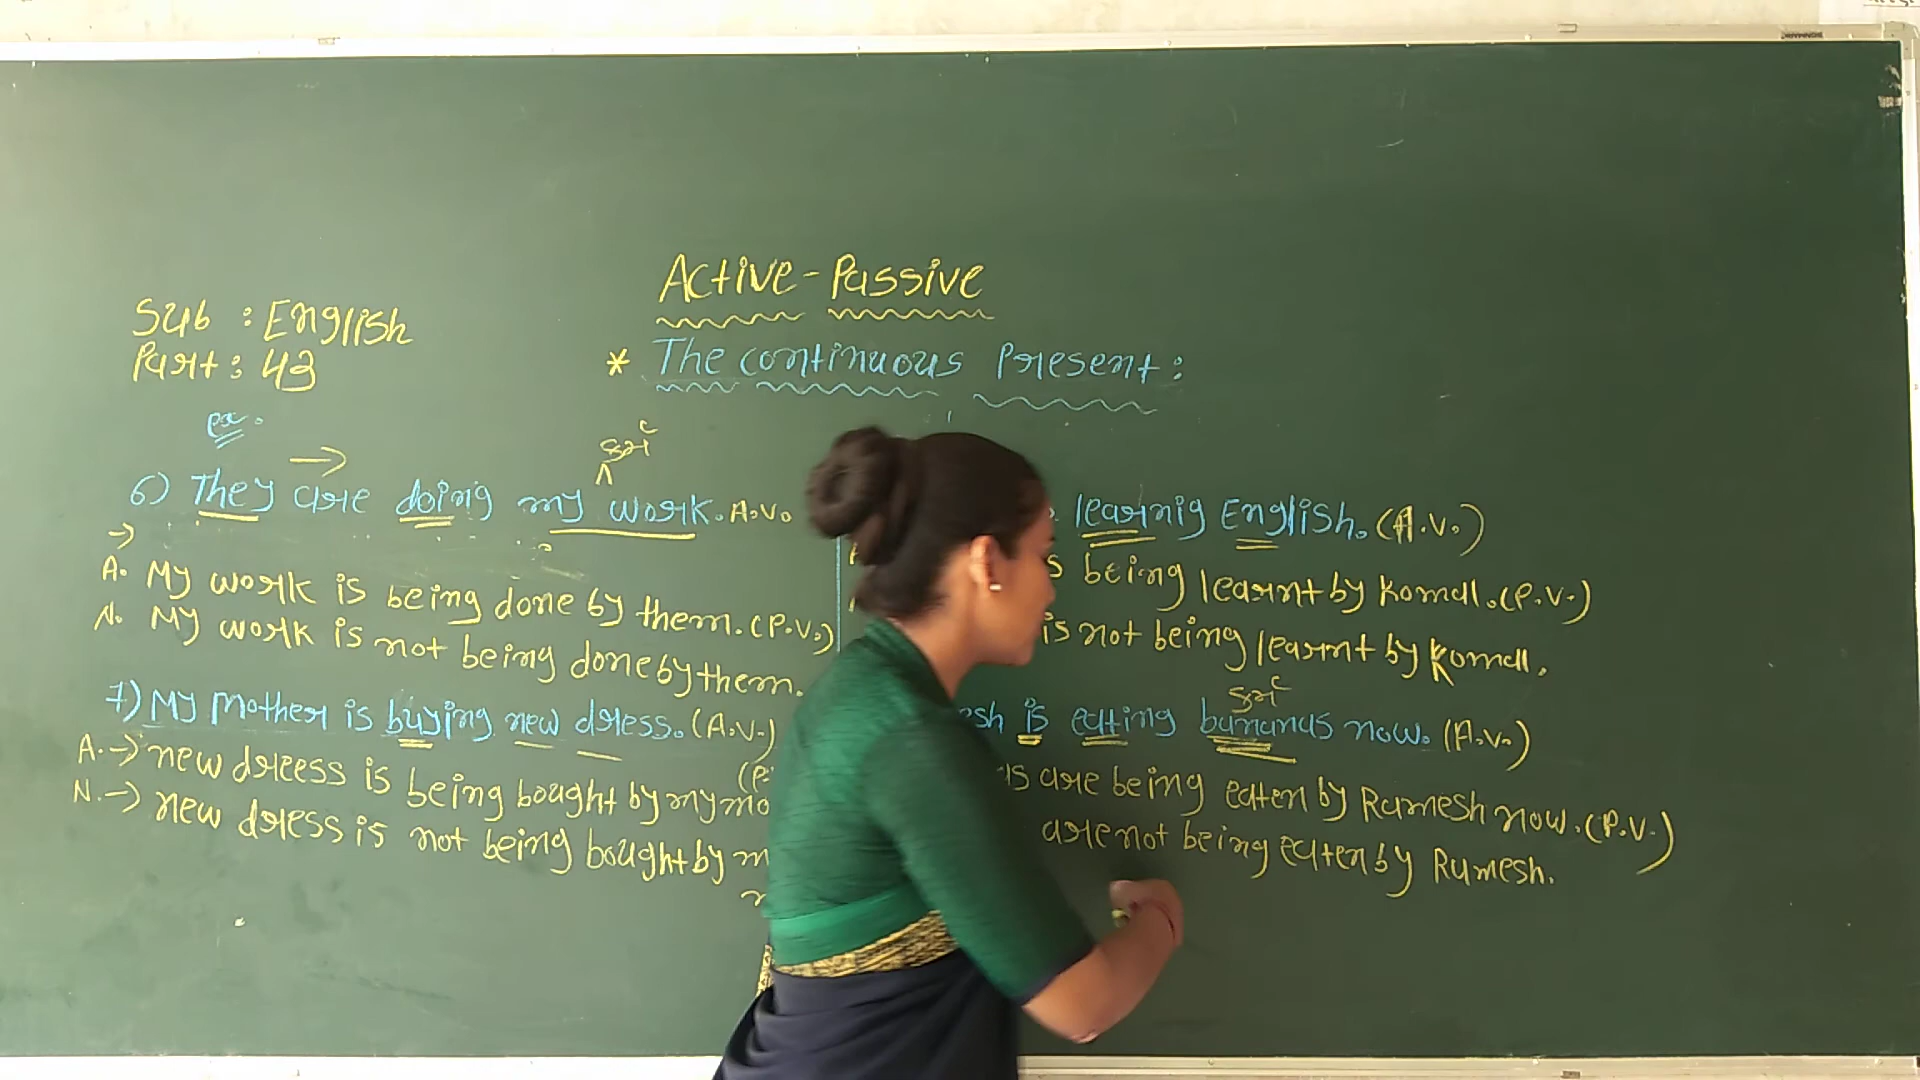 Active-Passive
Sub : English
Part : 43
* The continuous Present :
ex.
કર્મ
6) They are doing my work. A.V.
A. My work is being done by them. (P.V.)
N. My work is not being done by them.
7) My Mother is buying new dress. (A.V.)
A. → new dreess is being bought by my mo
(P.
N. → new dress is not being bought by m
learnig English. (A.V.)
s being learnt by Komal. (P.V.)
is not being learnt by Komal.
કર્મ
sh is eating bananas now. (A.V.)
as are being eaten by Ramesh now. (P.V.)
are not being eaten by Ramesh.